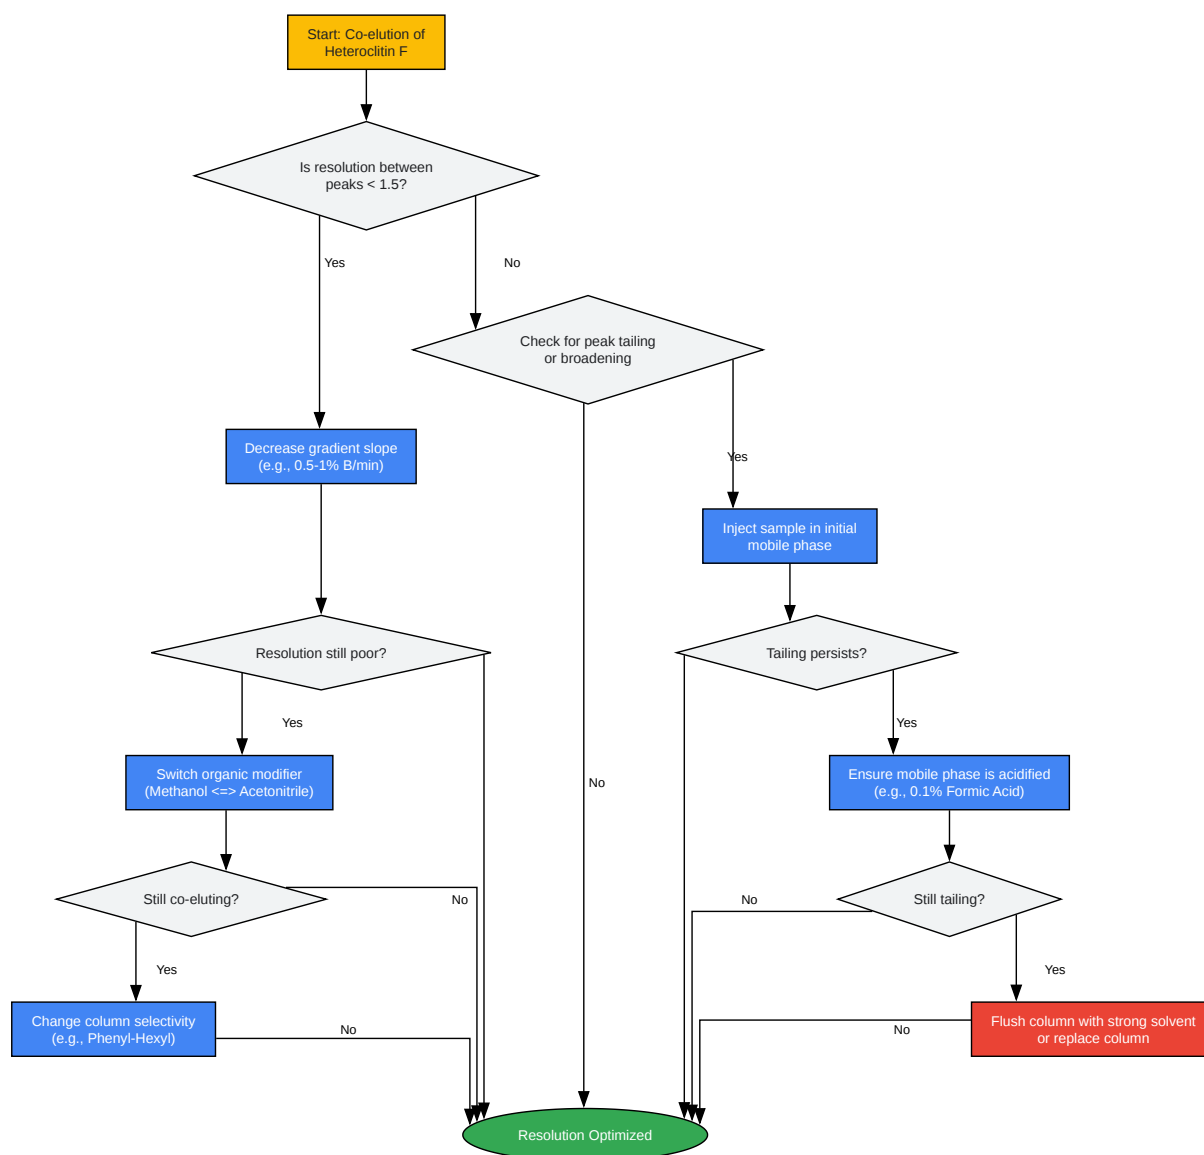 Start: Co-elution of
Heteroclitin F
Is resolution between
peaks < 1.5?
Yes
No
Check for peak tailing
or broadening
Decrease gradient slope
(e.g., 0.5-1% B/min)
Yes
Inject sample in initial
mobile phase
Resolution still poor?
Tailing persists?
Yes
Yes
No
Switch organic modifier
(Methanol <=> Acetonitrile)
Ensure mobile phase is acidified
(e.g., 0.1% Formic Acid)
Still co-eluting?
No
No
Still tailing?
Yes
Yes
Change column selectivity
(e.g., Phenyl-Hexyl)
No
No
Flush column with strong solvent
or replace column
Resolution Optimized